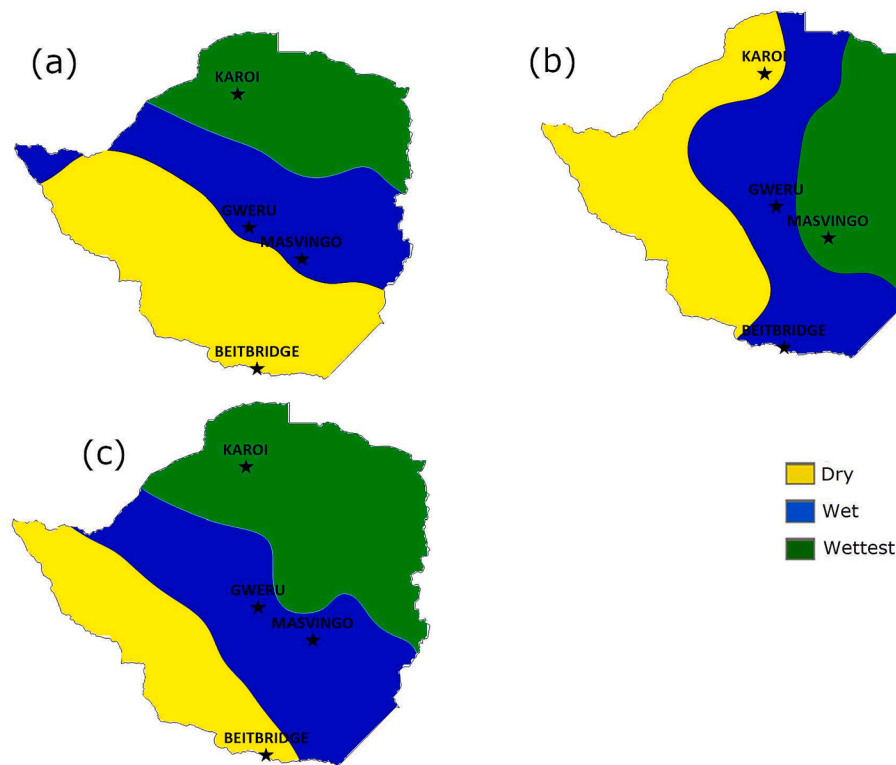 (a)
KAROI
GWERU
MASVINGO
BEITBRIDGE
(b)
KAROI
GWERU
MASVINGO
BEITBRIDGE
(c)
KAROI
GWERU
MASVINGO
BEITBRIDGE
Dry
Wet
Wettest